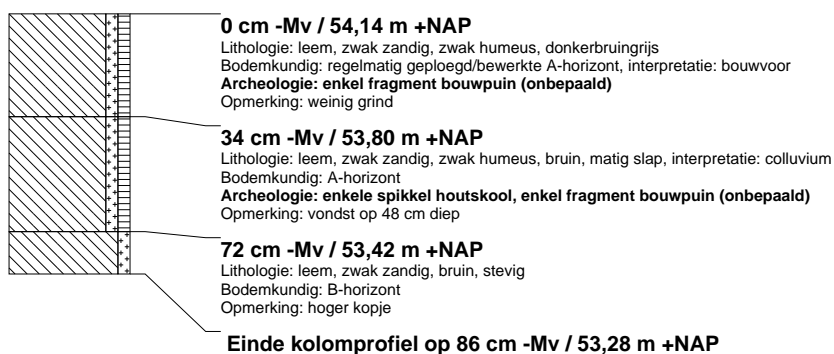 0 cm -Mv / 54,14 m +NAP
Lithologie: leem, zwak zandig, zwak humeus, donkerbruingrijs
Bodemkundig: regelmatig geploegd/bewerkte A-horizont, interpretatie: bouwvoor
Archeologie: enkel fragment bouwpuin (onbepaald)
Opmerking: weinig grind
34 cm -Mv / 53,80 m +NAP
Lithologie: leem, zwak zandig, zwak humeus, bruin, matig slap, interpretatie: colluvium
Bodemkundig: A-horizont
Archeologie: enkele spikkel houtskool, enkel fragment bouwpuin (onbepaald)
Opmerking: vondst op 48 cm diep
72 cm -Mv / 53,42 m +NAP
Lithologie: leem, zwak zandig, bruin, stevig
Bodemkundig: B-horizont
Opmerking: hoger kopje
Einde kolomprofiel op 86 cm -Mv / 53,28 m +NAP